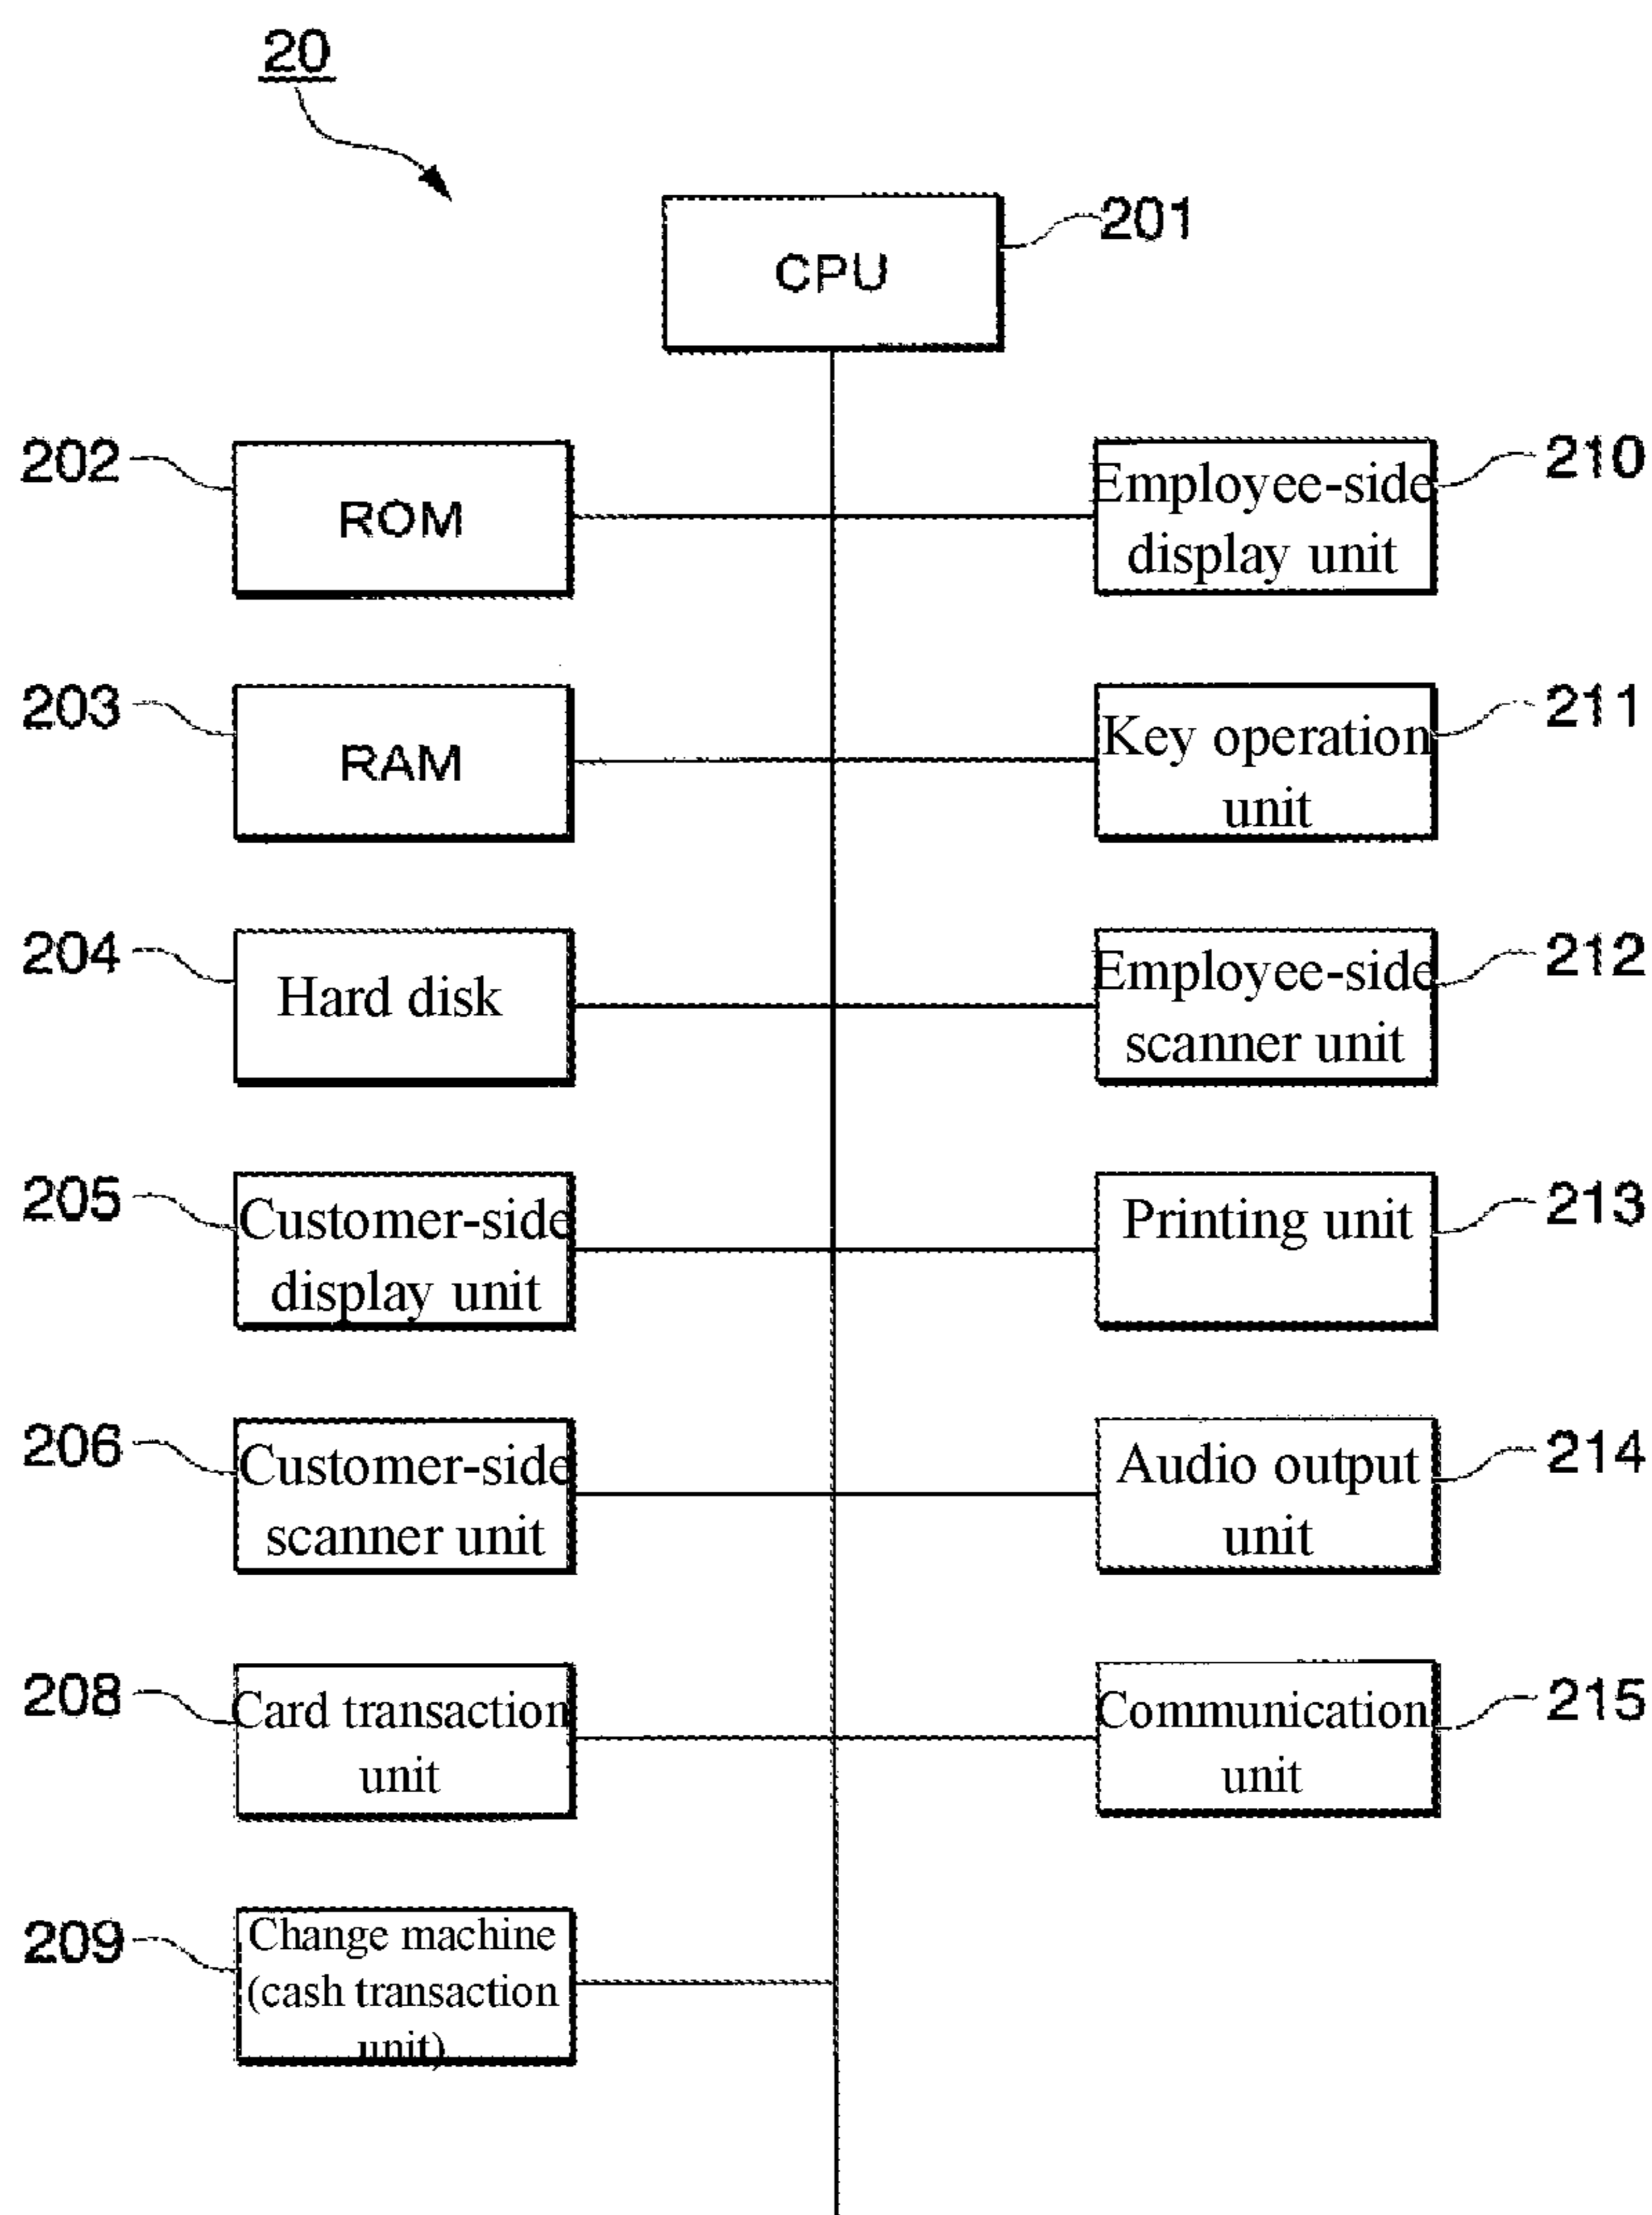 20
CPU
201
202
ROM
Employee-side
display unit
210
203
RAM
Key operation
unit
211
204
Hard disk
Employee-side
scanner unit
212
205
Customer-side
display unit
Printing unit
213
206
Customer-side
scanner unit
Audio output
unit
214
208
Card transaction
unit
Communication
unit
215
209
Change machine
(cash transaction
unit)